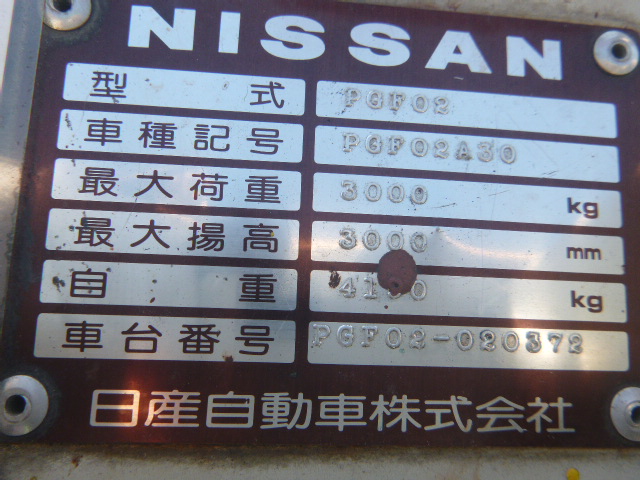 NISSAN
型式 PGF02
車種記号 PGF02A30
最大荷重 3000 kg
最大揚高 3000 mm
自重 kg
車台番号 PGF02-020372
日産自動車株式会社